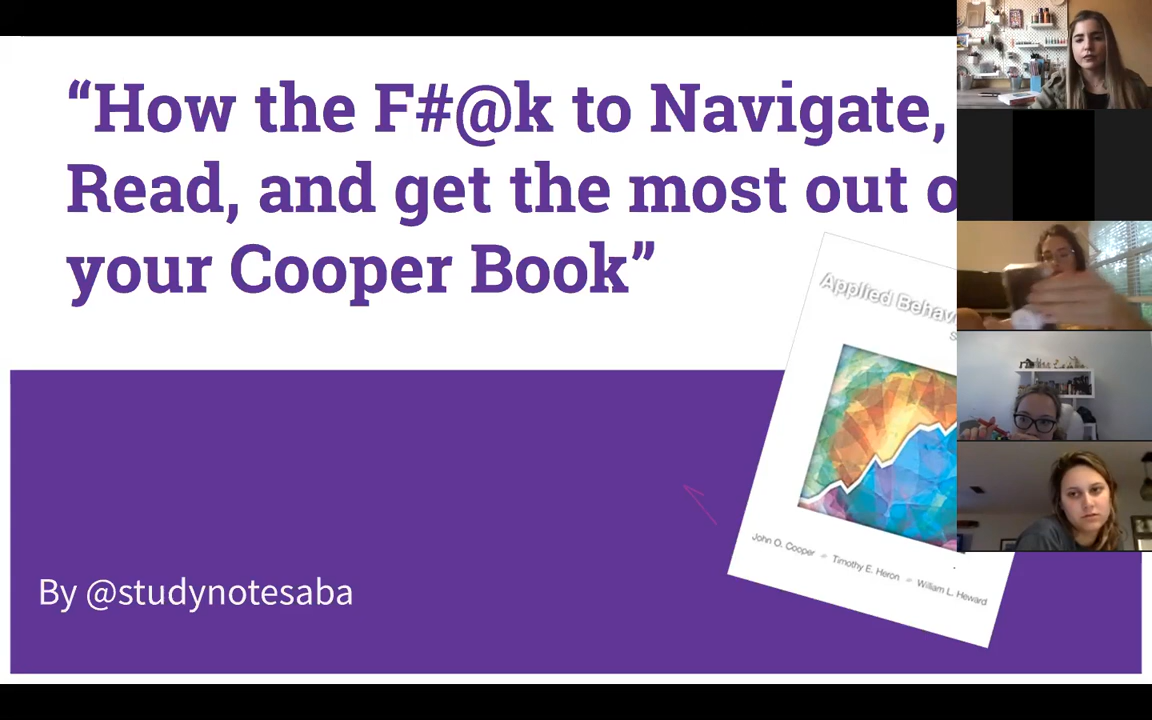 “How the F#@k to Navigate,
Read, and get the most out o
your Cooper Book”
Applied Behav
S
John O. Cooper Timothy E. Heron William L. Heward
By @studynotesaba